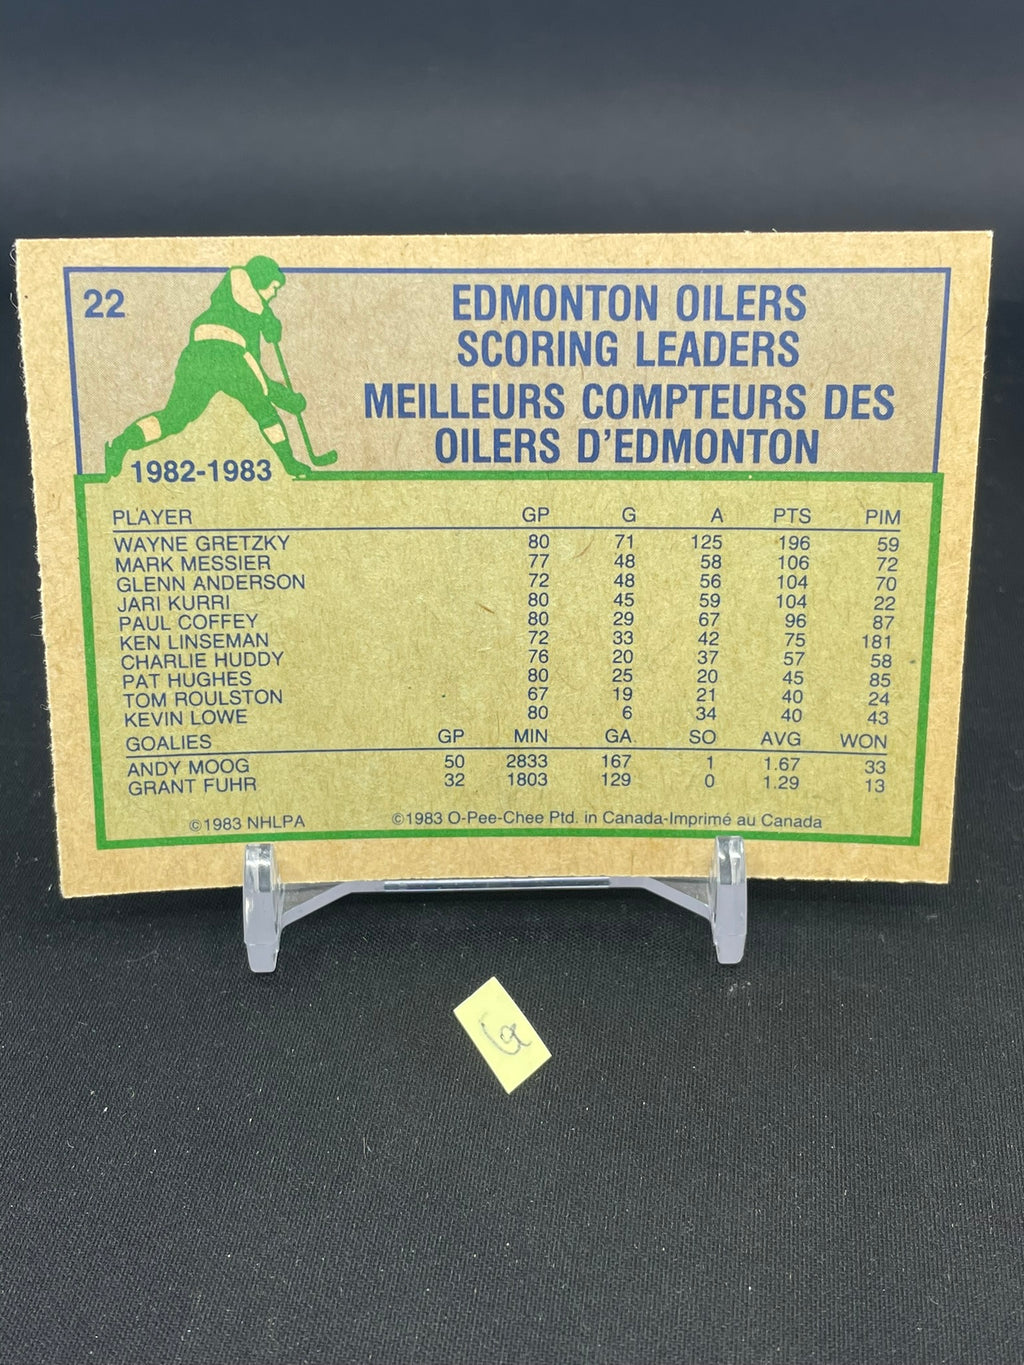 22
EDMONTON OILERS
SCORING LEADERS
MEILLEURS COMPTEURS DES
OILERS D'EDMONTON
1982-1983
PLAYER GP G A PTS PIM
WAYNE GRETZKY 80 71 125 196 59
MARK MESSIER 77 48 58 106 72
GLENN ANDERSON 72 48 56 104 70
JARI KURRI 80 45 59 104 22
PAUL COFFEY 80 29 67 96 87
KEN LINSEMAN 72 33 42 75 181
CHARLIE HUDDY 76 20 37 57 58
PAT HUGHES 80 25 20 45 85
TOM ROULSTON 67 19 21 40 24
KEVIN LOWE 80 6 34 40 43
GOALIES GP MIN GA SO AVG WON
ANDY MOOG 50 2833 167 1 1.67 33
GRANT FUHR 32 1803 129 0 1.29 13
©1983 NHLPA ©1983 O-Pee-Chee Ptd. in Canada-Imprimé au Canada